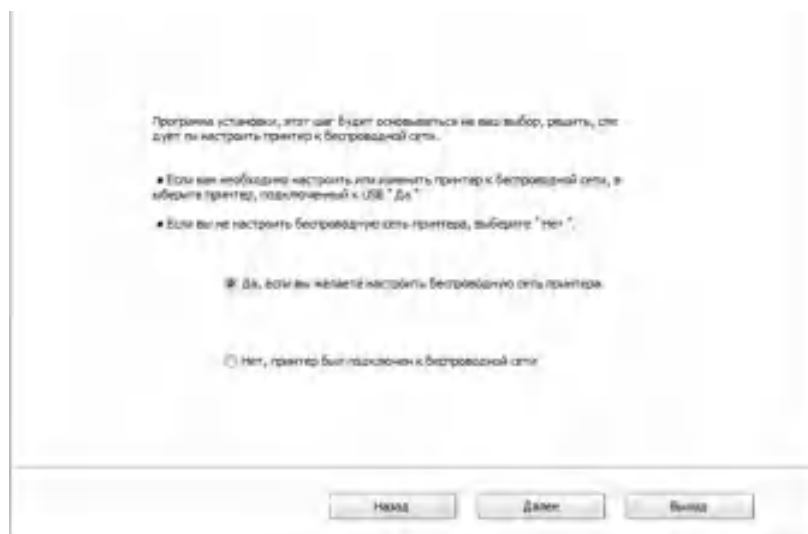 Программа установки, этот шаг будет основываться на ваш выбор, решить, сле
дует ли настроить принтер к беспроводной сети.
• Если вам необходимо настроить или изменить принтер к беспроводной сети, в
ыберите принтер, подключенный к USB " Да "
• Если вы не настроить беспроводную сеть принтера, выберите " Нет ".
Да, если вы желаете настроить беспроводную сеть принтера.
Нет, принтер был подключен к беспроводной сети
Назад
Далее
Выход